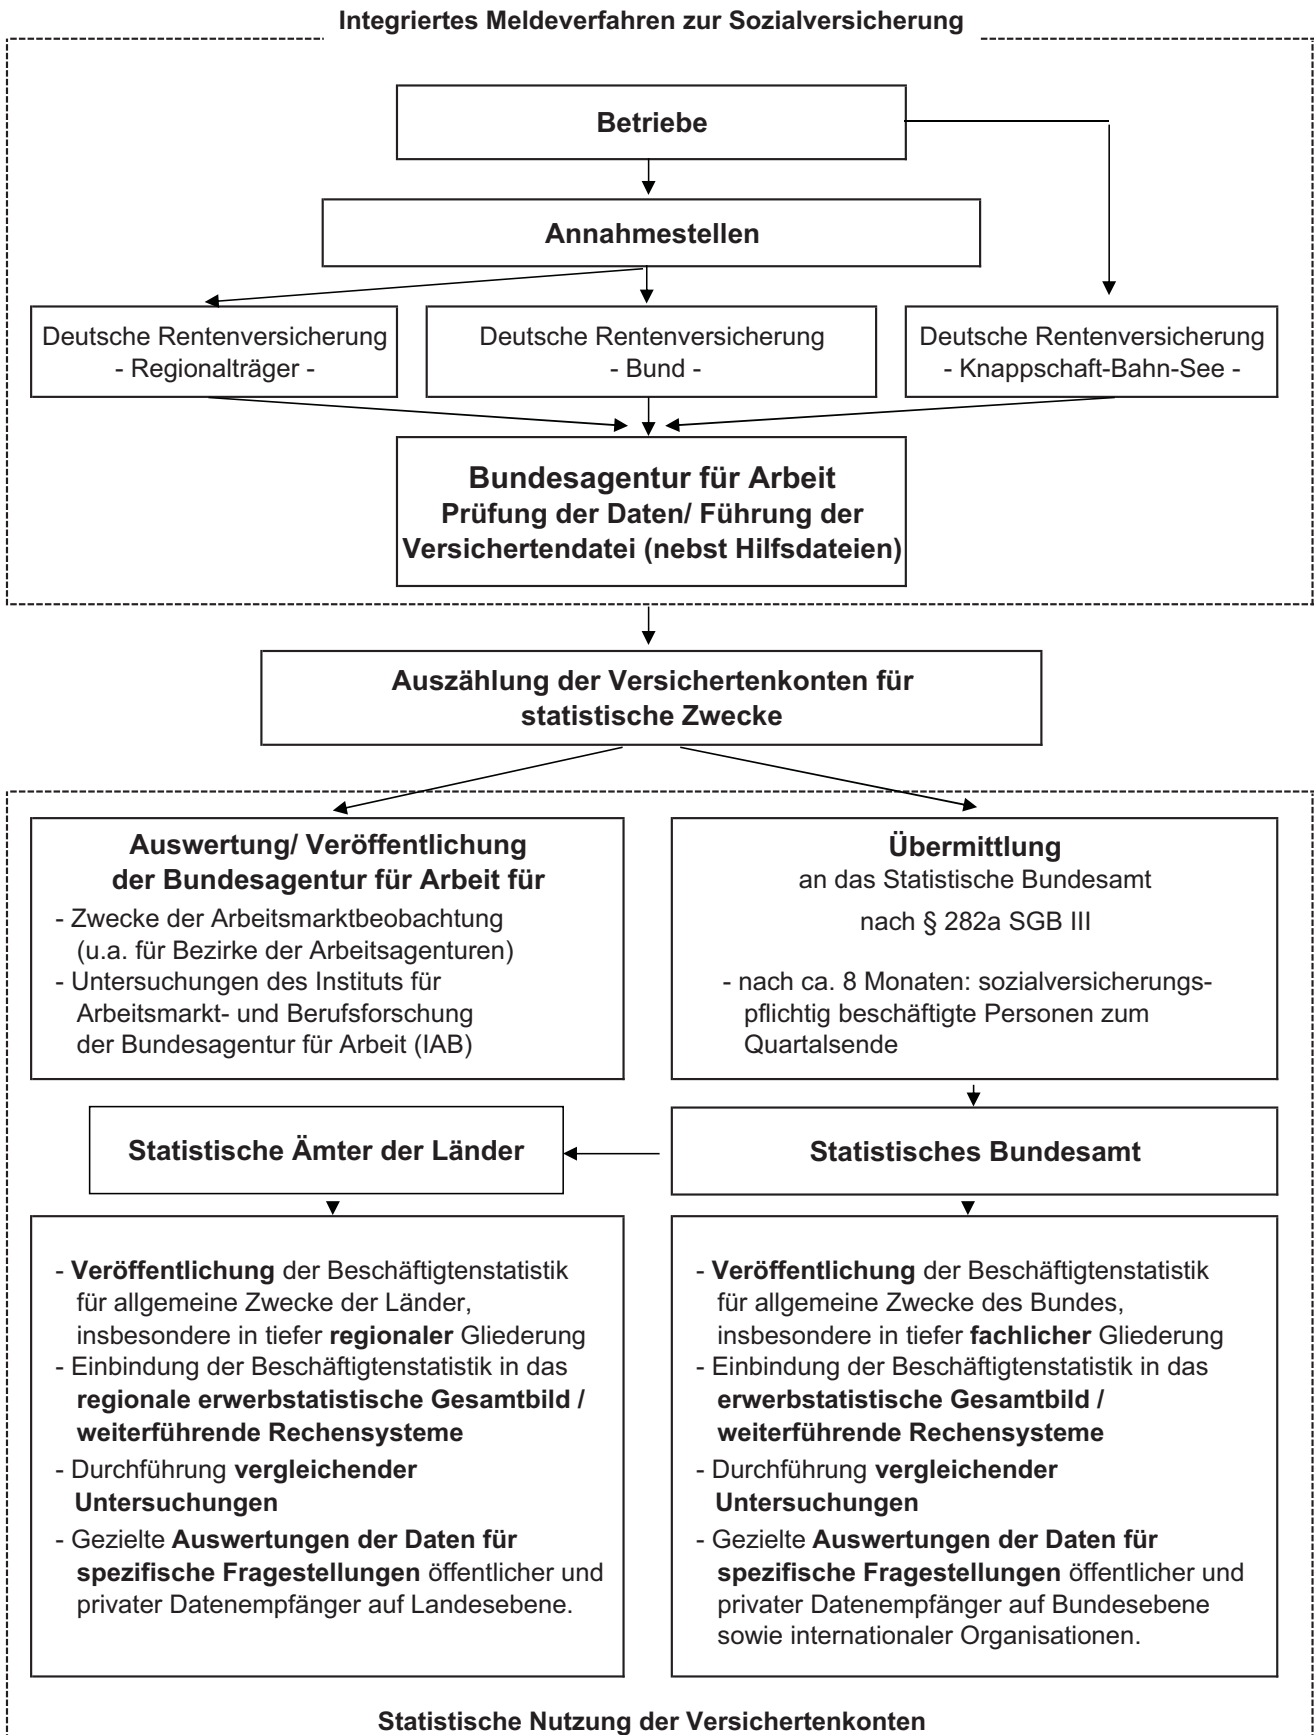 Integriertes Meldeverfahren zur Sozialversicherung
Betriebe
Annahmestellen
Deutsche Rentenversicherung
- Regionalträger -
Deutsche Rentenversicherung
- Bund -
Deutsche Rentenversicherung
- Knappschaft-Bahn-See -
Bundesagentur für Arbeit
Prüfung der Daten/ Führung der
Versichertendatei (nebst Hilfsdateien)
Auszählung der Versichertenkonten für
statistische Zwecke
Auswertung/ Veröffentlichung
der Bundesagentur für Arbeit für
- Zwecke der Arbeitsmarktbeobachtung
(u.a. für Bezirke der Arbeitsagenturen)
- Untersuchungen des Instituts für
Arbeitsmarkt- und Berufsforschung
der Bundesagentur für Arbeit (IAB)
Übermittlung
an das Statistische Bundesamt
nach § 282a SGB III
- nach ca. 8 Monaten: sozialversicherungs-
pflichtig beschäftigte Personen zum
Quartalsende
Statistische Ämter der Länder
Statistisches Bundesamt
- Veröffentlichung der Beschäftigtenstatistik
für allgemeine Zwecke der Länder,
insbesondere in tiefer regionaler Gliederung
- Einbindung der Beschäftigtenstatistik in das
regionale erwerbstatistische Gesamtbild /
weiterführende Rechensysteme
- Durchführung vergleichender
Untersuchungen
- Gezielte Auswertungen der Daten für
spezifische Fragestellungen öffentlicher und
privater Datenempfänger auf Landesebene.
- Veröffentlichung der Beschäftigtenstatistik
für allgemeine Zwecke des Bundes,
insbesondere in tiefer fachlicher Gliederung
- Einbindung der Beschäftigtenstatistik in das
erwerbstatistische Gesamtbild /
weiterführende Rechensysteme
- Durchführung vergleichender
Untersuchungen
- Gezielte Auswertungen der Daten für
spezifische Fragestellungen öffentlicher und
privater Datenempfänger auf Bundesebene
sowie internationaler Organisationen.
Statistische Nutzung der Versichertenkonten